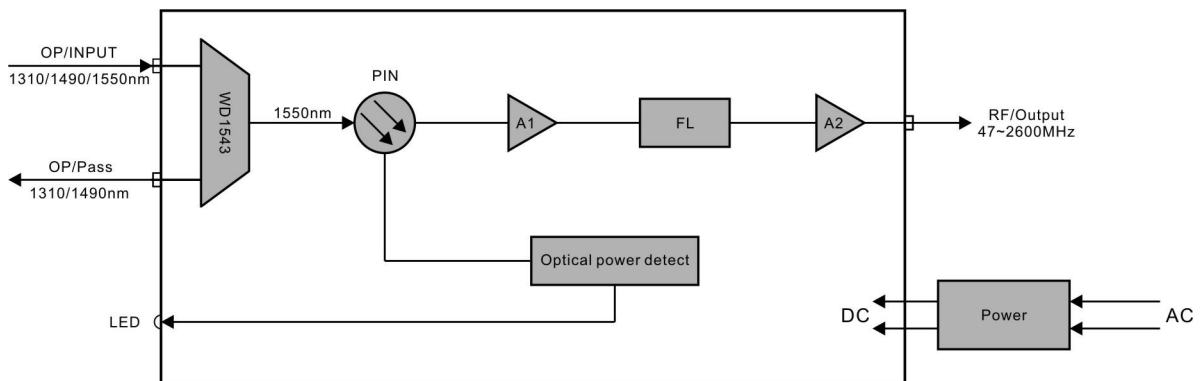 OP/INPUT
1310/1490/1550nm
WD1543
OP/Pass
1310/1490nm
1550nm
PIN
A1
FL
A2
RF/Output
47~2600MHz
Optical power detect
LED
DC
Power
AC